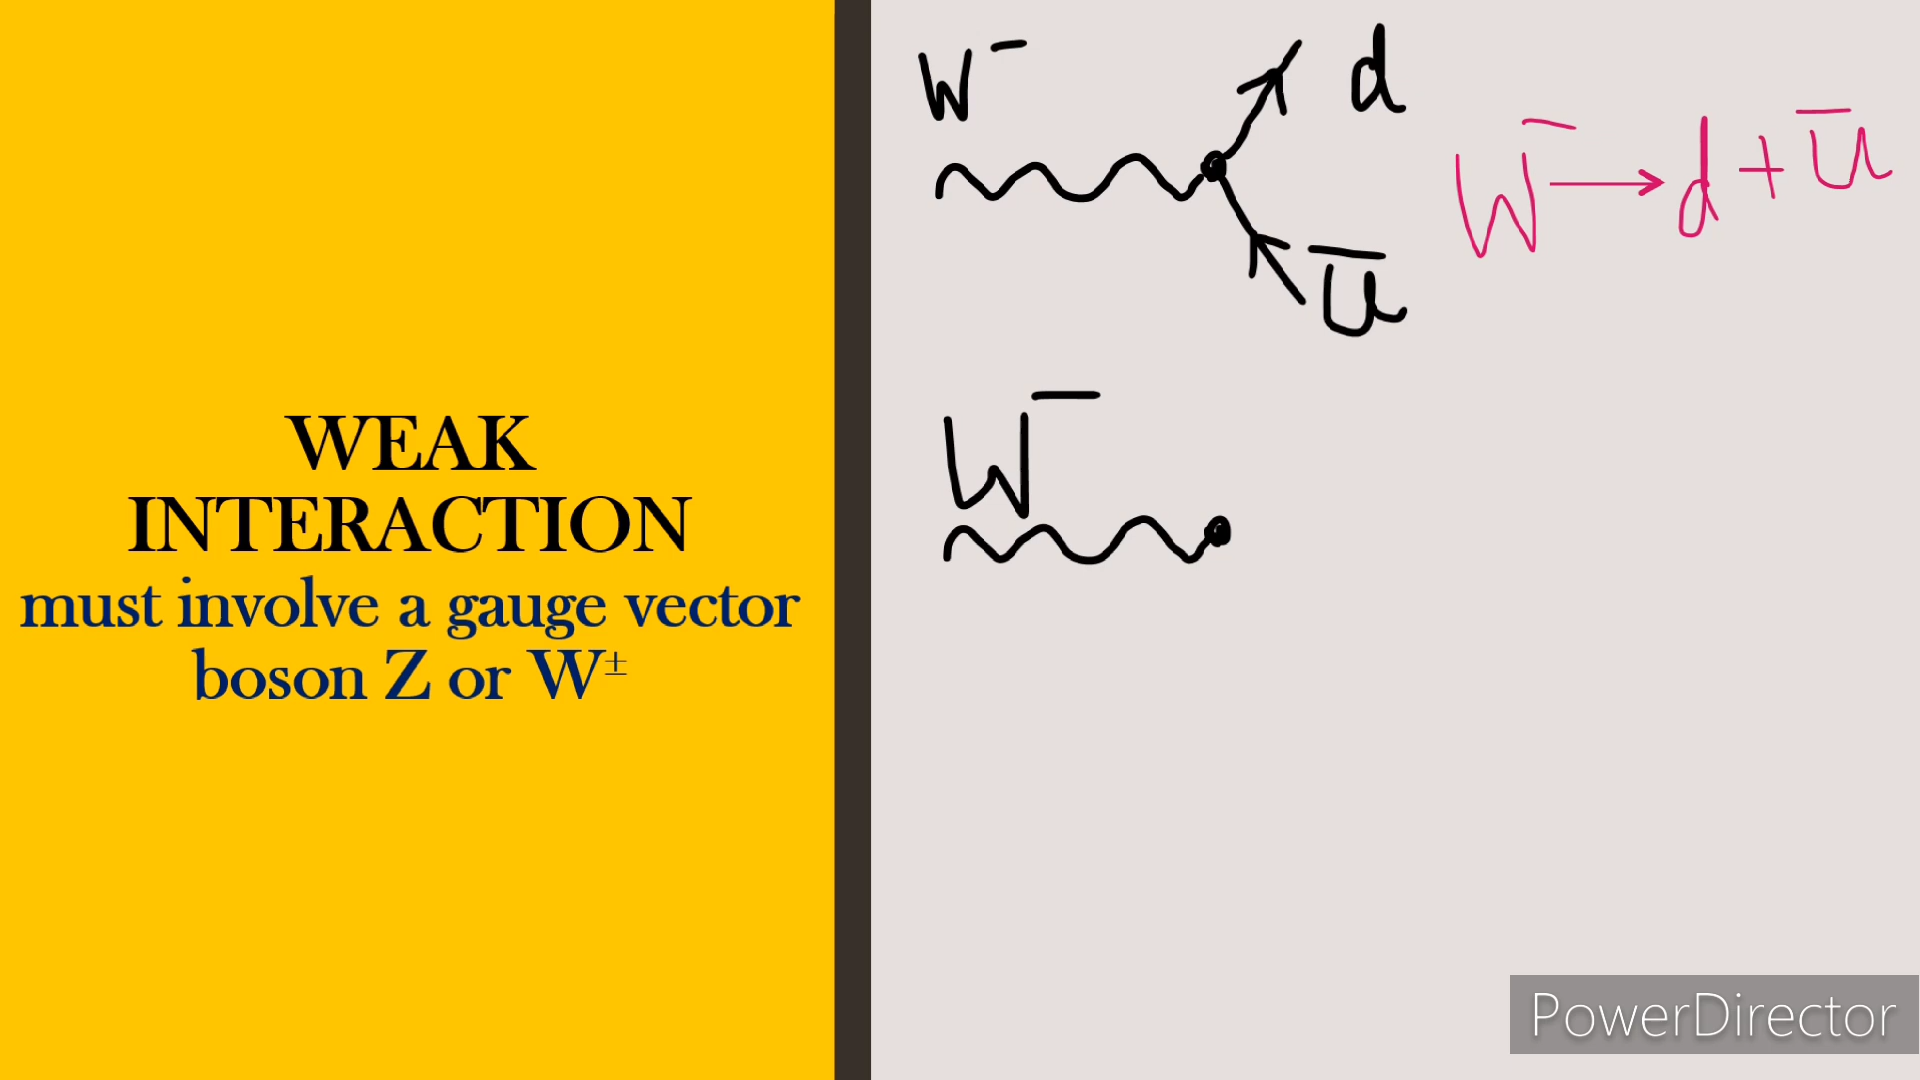 WEAK
INTERACTION
must involve a gauge vector
boson Z or W±
W⁻
d
u̅
W⁻ → d + u̅
W⁻
PowerDirector